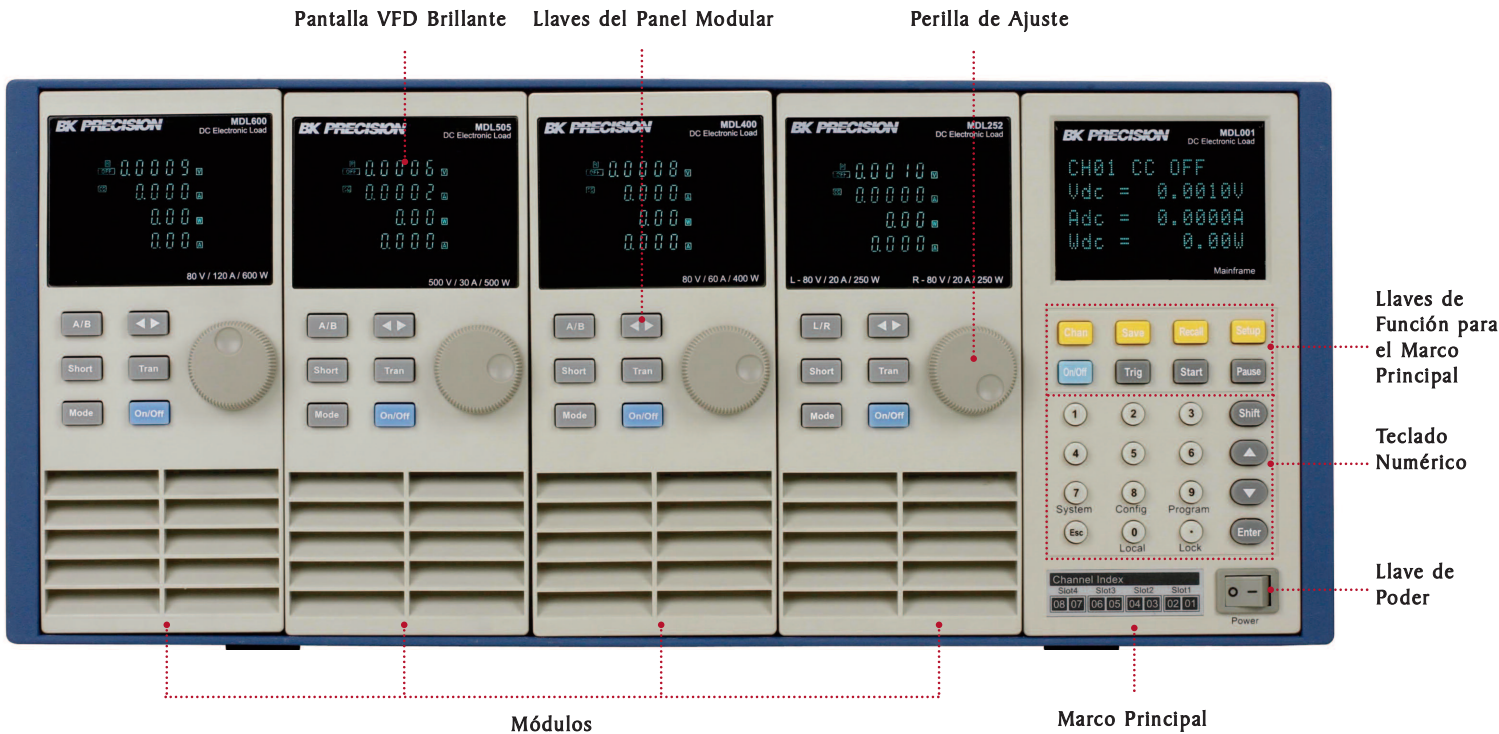 Pantalla VFD Brillante
Llaves del Panel Modular
Perilla de Ajuste
BK PRECISION
MDL600
DC Electronic Load
OFF 0.0009 V
CC 0.000 A
0.00 W
0.00 A
80 V / 120 A / 600 W
A/B
Short
Tran
Mode
On/Off
BK PRECISION
MDL505
DC Electronic Load
OFF 0.0006 V
0.0002 A
0.00 W
0.000 A
500 V / 30 A / 500 W
A/B
Short
Tran
Mode
On/Off
BK PRECISION
MDL400
DC Electronic Load
OFF 0.0008 V
0.000 A
0.00 W
0.000 A
80 V / 60 A / 400 W
A/B
Short
Tran
Mode
On/Off
BK PRECISION
MDL252
DC Electronic Load
OFF 0.0010 V
0.0000 A
0.00 W
0.000 A
L - 80 V / 20 A / 250 W
R - 80 V / 20 A / 250 W
L/R
Short
Tran
Mode
On/Off
BK PRECISION
MDL001
DC Electronic Load
CH01 CC OFF
Vdc = 0.0010V
Adc = 0.0000A
Wdc = 0.00W
Mainframe
Chan
Save
Recall
Setup
On/Off
Trig
Start
Pause
1
2
3
Shift
4
5
6
7
8
9
System
Config
Program
Esc
0
.
Enter
Local
Lock
Channel Index
Slot4 Slot3 Slot2 Slot1
08 07 06 05 04 03 02 01
Power
Llaves de
Función para
el Marco
Principal
Teclado
Numérico
Llave de
Poder
Módulos
Marco Principal